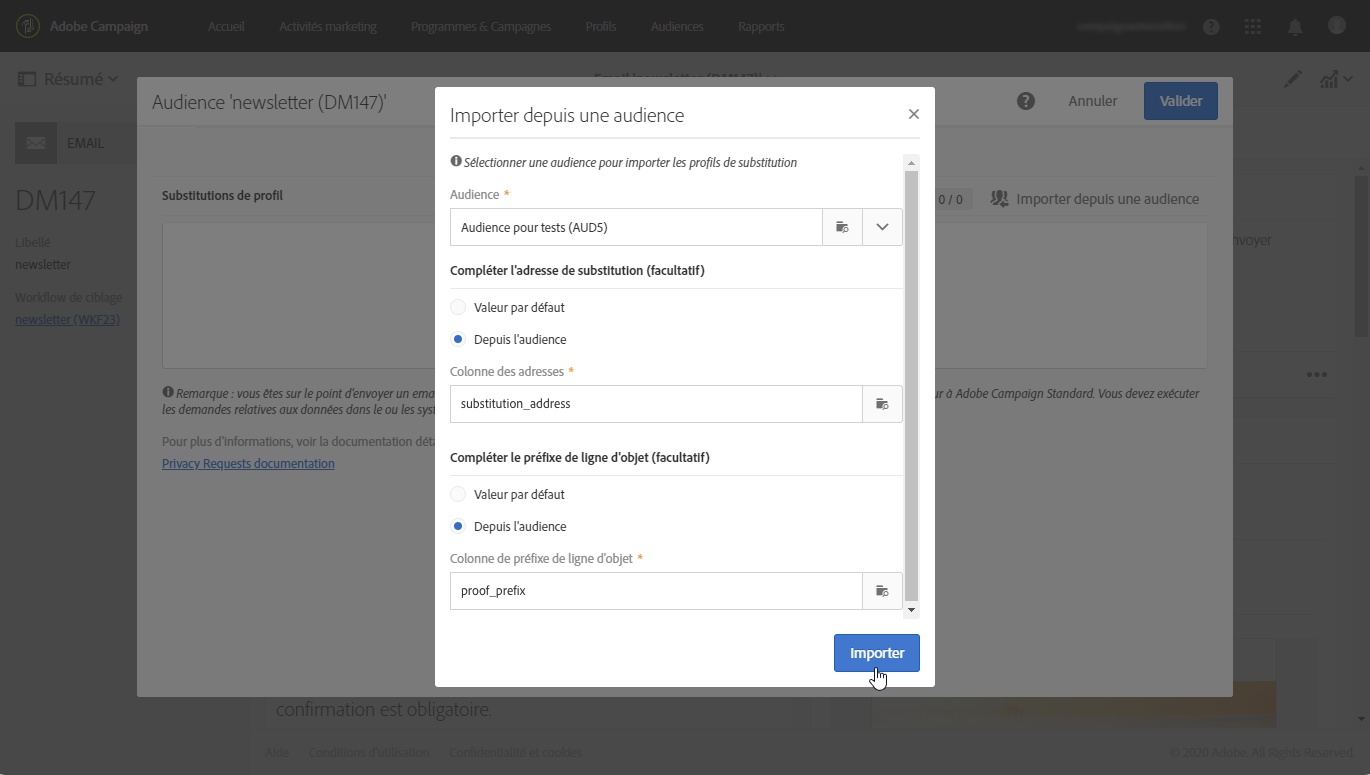 Adobe Campaign
Accueil
Activités marketing
Programmes & Campagnes
Profils
Audiences
Rapports
Résumé
Audience 'newsletter (DM147)'
Annuler
Valider
EMAIL
DM147
Libellé
newsletter
Workflow de ciblage
newsletter (WKF23)
Substitutions de profil
0 / 0
Importer depuis une audience
Remarque : vous êtes sur le point d'envoyer un ema
r à Adobe Campaign Standard. Vous devez exécuter
les demandes relatives aux données dans le ou les sys
Pour plus d'informations, voir la documentation déta
Privacy Requests documentation
Importer depuis une audience
Sélectionner une audience pour importer les profils de substitution
Audience *
Audience pour tests (AUD5)
Compléter l'adresse de substitution (facultatif)
Valeur par défaut
Depuis l'audience
Colonne des adresses *
substitution_address
Compléter le préfixe de ligne d'objet (facultatif)
Valeur par défaut
Depuis l'audience
Colonne de préfixe de ligne d'objet *
proof_prefix
Importer
nvoyer
confirmation est obligatoire.
Aide
Conditions d'utilisation
Confidentialité et cookies
© 2020 Adobe. All Rights Reserved.